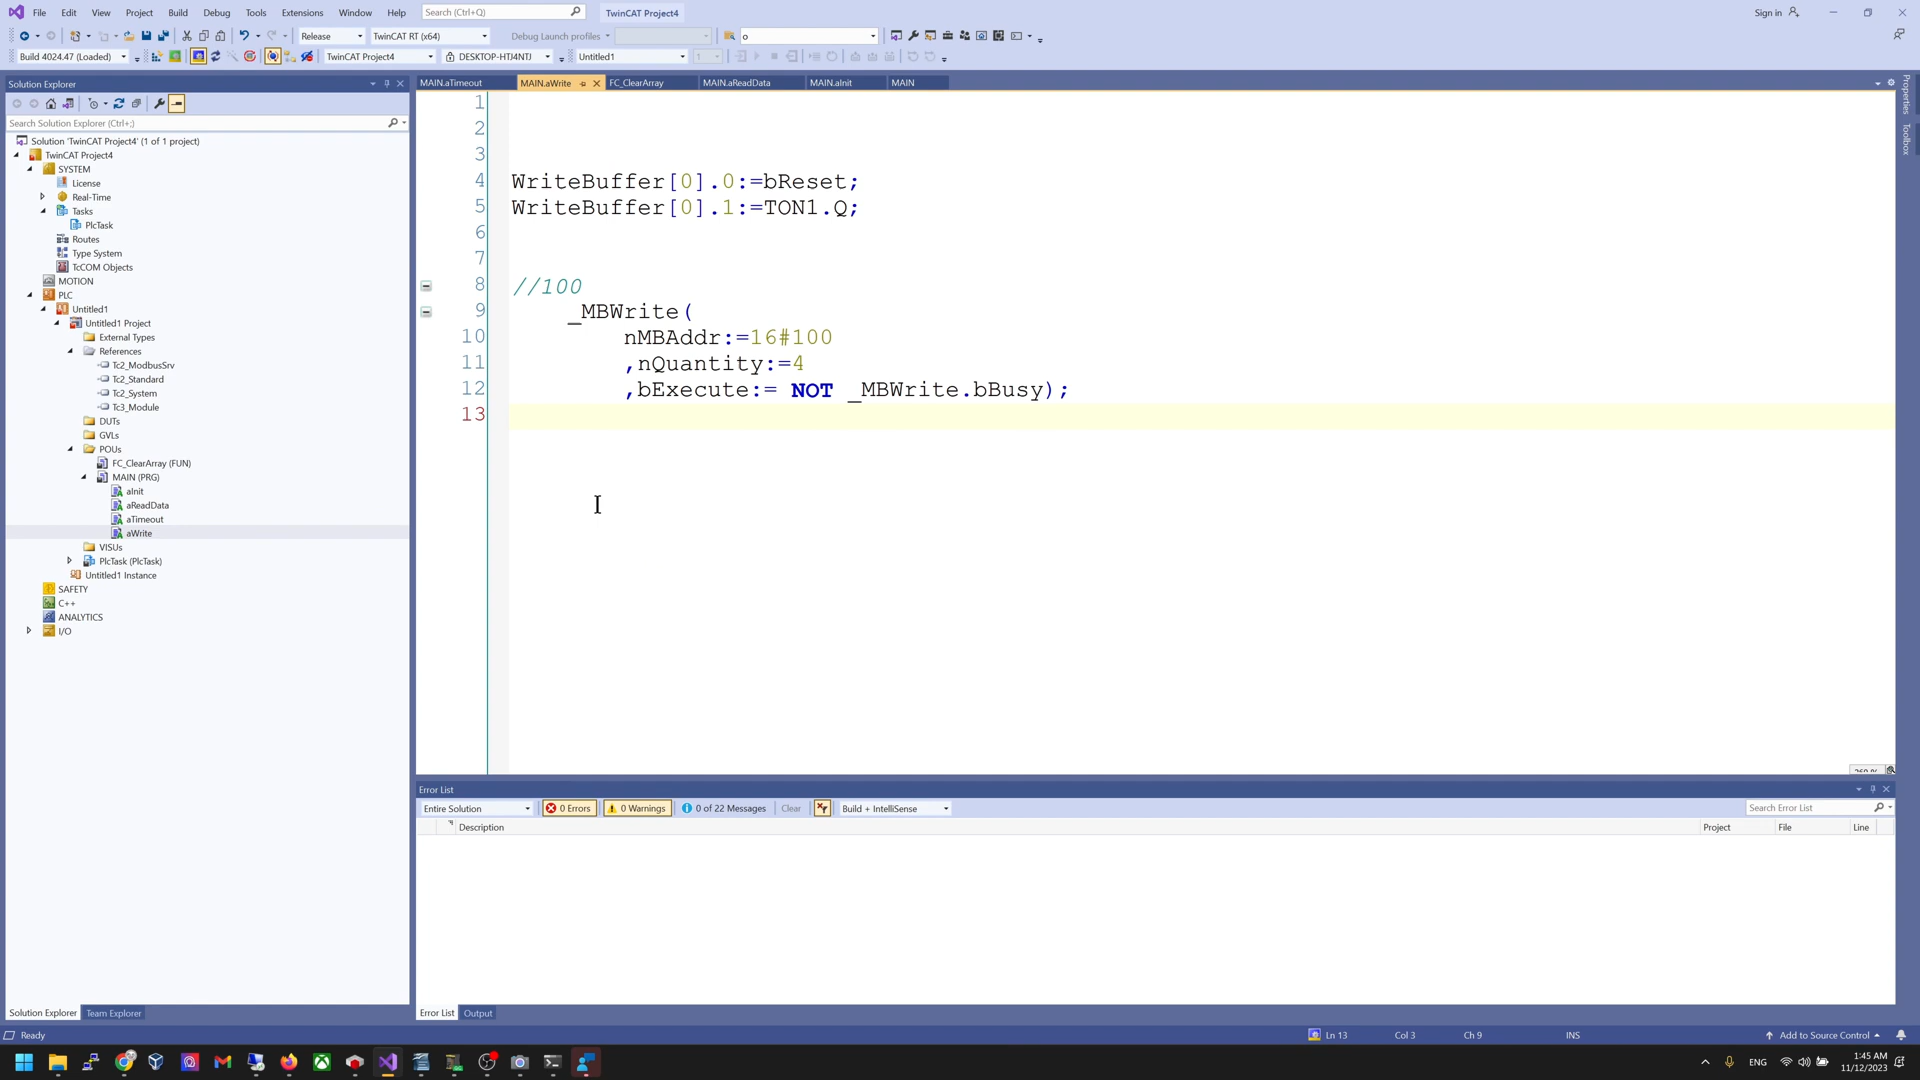 File Edit View Project Build Debug Tools Extensions Window Help Search (Ctrl+Q) TwinCAT Project4 Sign in
Release TwinCAT RT (x64) Debug Launch profiles o
Build 4024.47 (Loaded) TwinCAT Project4 DESKTOP-HTJ4NTJ Untitled1 1
Solution Explorer
Search Solution Explorer (Ctrl+;)
Solution 'TwinCAT Project4' (1 of 1 project)
TwinCAT Project4
SYSTEM
License
Real-Time
Tasks
PlcTask
Routes
Type System
TcCOM Objects
MOTION
PLC
Untitled1
Untitled1 Project
External Types
References
Tc2_ModbusSrv
Tc2_Standard
Tc2_System
Tc3_Module
DUTs
GVLs
POUs
FC_ClearArray (FUN)
MAIN (PRG)
aInit
aReadData
aTimeout
aWrite
VISUs
PlcTask (PlcTask)
Untitled1 Instance
SAFETY
C++
ANALYTICS
I/O
Solution Explorer Team Explorer
MAIN.aTimeout MAIN.aWrite FC_ClearArray MAIN.aReadData MAIN.aInit MAIN
1
2
3
4 WriteBuffer[0].0:=bReset;
5 WriteBuffer[0].1:=TON1.Q;
6
7
8 //100
9 _MBWrite(
10 nMBAddr:=16#100
11 ,nQuantity:=4
12 ,bExecute:= NOT _MBWrite.bBusy);
13
Properties
Toolbox
Error List
Entire Solution 0 Errors 0 Warnings 0 of 22 Messages Clear Build + IntelliSense Search Error List
Description Project File Line
Error List Output
Ready Ln 13 Col 3 Ch 9 INS Add to Source Control
ENG 1:45 AM
11/12/2023